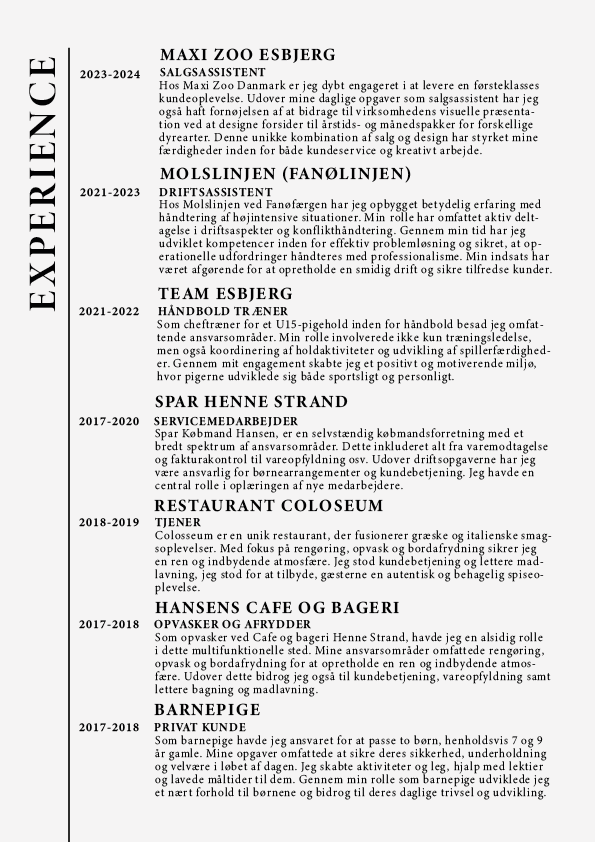 EXPERIENCE
MAXI ZOO ESBJERG
2023-2024 SALGSASSISTENT
Hos Maxi Zoo Danmark er jeg dybt engageret i at levere en førsteklasses
kundeoplevelse. Udover mine daglige opgaver som salgsassistent har jeg
også haft fornøjelsen af at bidrage til virksomhedens visuelle præsenta-
tion ved at designe forsider til årstids- og månedspakker for forskellige
dyrearter. Denne unikke kombination af salg og design har styrket mine
færdigheder inden for både kundeservice og kreativt arbejde.
MOLSLINJEN (FANØLINJEN)
2021-2023 DRIFTSASSISTENT
Hos Molslinjen ved Fanøfærgen har jeg opbygget betydelig erfaring med
håndtering af højintensive situationer. Min rolle har omfattet aktiv delt-
agelse i driftsaspekter og konflikthåndtering. Gennem min tid har jeg
udviklet kompetencer inden for effektiv problemløsning og sikret, at op-
erationelle udfordringer håndteres med professionalisme. Min indsats har
været afgørende for at opretholde en smidig drift og sikre tilfredse kunder.
TEAM ESBJERG
2021-2022 HÅNDBOLD TRÆNER
Som cheftræner for et U15-pigehold inden for håndbold besad jeg omfat-
tende ansvarsområder. Min rolle involverede ikke kun træningsledelse,
men også koordinering af holdaktiviteter og udvikling af spillerfærdighed-
er. Gennem mit engagement skabte jeg et positivt og motiverende miljø,
hvor pigerne udviklede sig både sportsligt og personligt.
SPAR HENNE STRAND
2017-2020 SERVICEMEDARBEJDER
Spar Købmand Hansen, er en selvstændig købmandsforretning med et
bredt spektrum af ansvarsområder. Dette inkluderet alt fra varemodtagelse
og fakturakontrol til vareopfyldning osv. Udover driftsopgaverne har jeg
være ansvarlig for børnearrangementer og kundebetjening. Jeg havde en
central rolle i oplæringen af nye medarbejdere.
RESTAURANT COLOSEUM
2018-2019 TJENER
Colosseum er en unik restaurant, der fusionerer græske og italienske smag-
soplevelser. Med fokus på rengøring, opvask og bordafrydning sikrer jeg
en ren og indbydende atmosfære. Jeg stod kundebetjening og lettere mad-
lavning, jeg stod for at tilbyde, gæsterne en autentisk og behagelig spiseo-
plevelse.
HANSENS CAFE OG BAGERI
2017-2018 OPVASKER OG AFRYDDER
Som opvasker ved Cafe og bageri Henne Strand, havde jeg en alsidig rolle
i dette multifunktionelle sted. Mine ansvarsområder omfattede rengøring,
opvask og bordafrydning for at opretholde en ren og indbydende atmos-
fære. Udover dette bidrog jeg også til kundebetjening, vareopfyldning samt
lettere bagning og madlavning.
BARNEPIGE
2017-2018 PRIVAT KUNDE
Som barnepige havde jeg ansvaret for at passe to børn, henholdsvis 7 og 9
år gamle. Mine opgaver omfattede at sikre deres sikkerhed, underholdning
og velvære i løbet af dagen. Jeg skabte aktiviteter og leg, hjalp med lektier
og lavede måltider til dem. Gennem min rolle som barnepige udviklede jeg
et nært forhold til børnene og bidrog til deres daglige trivsel og udvikling.